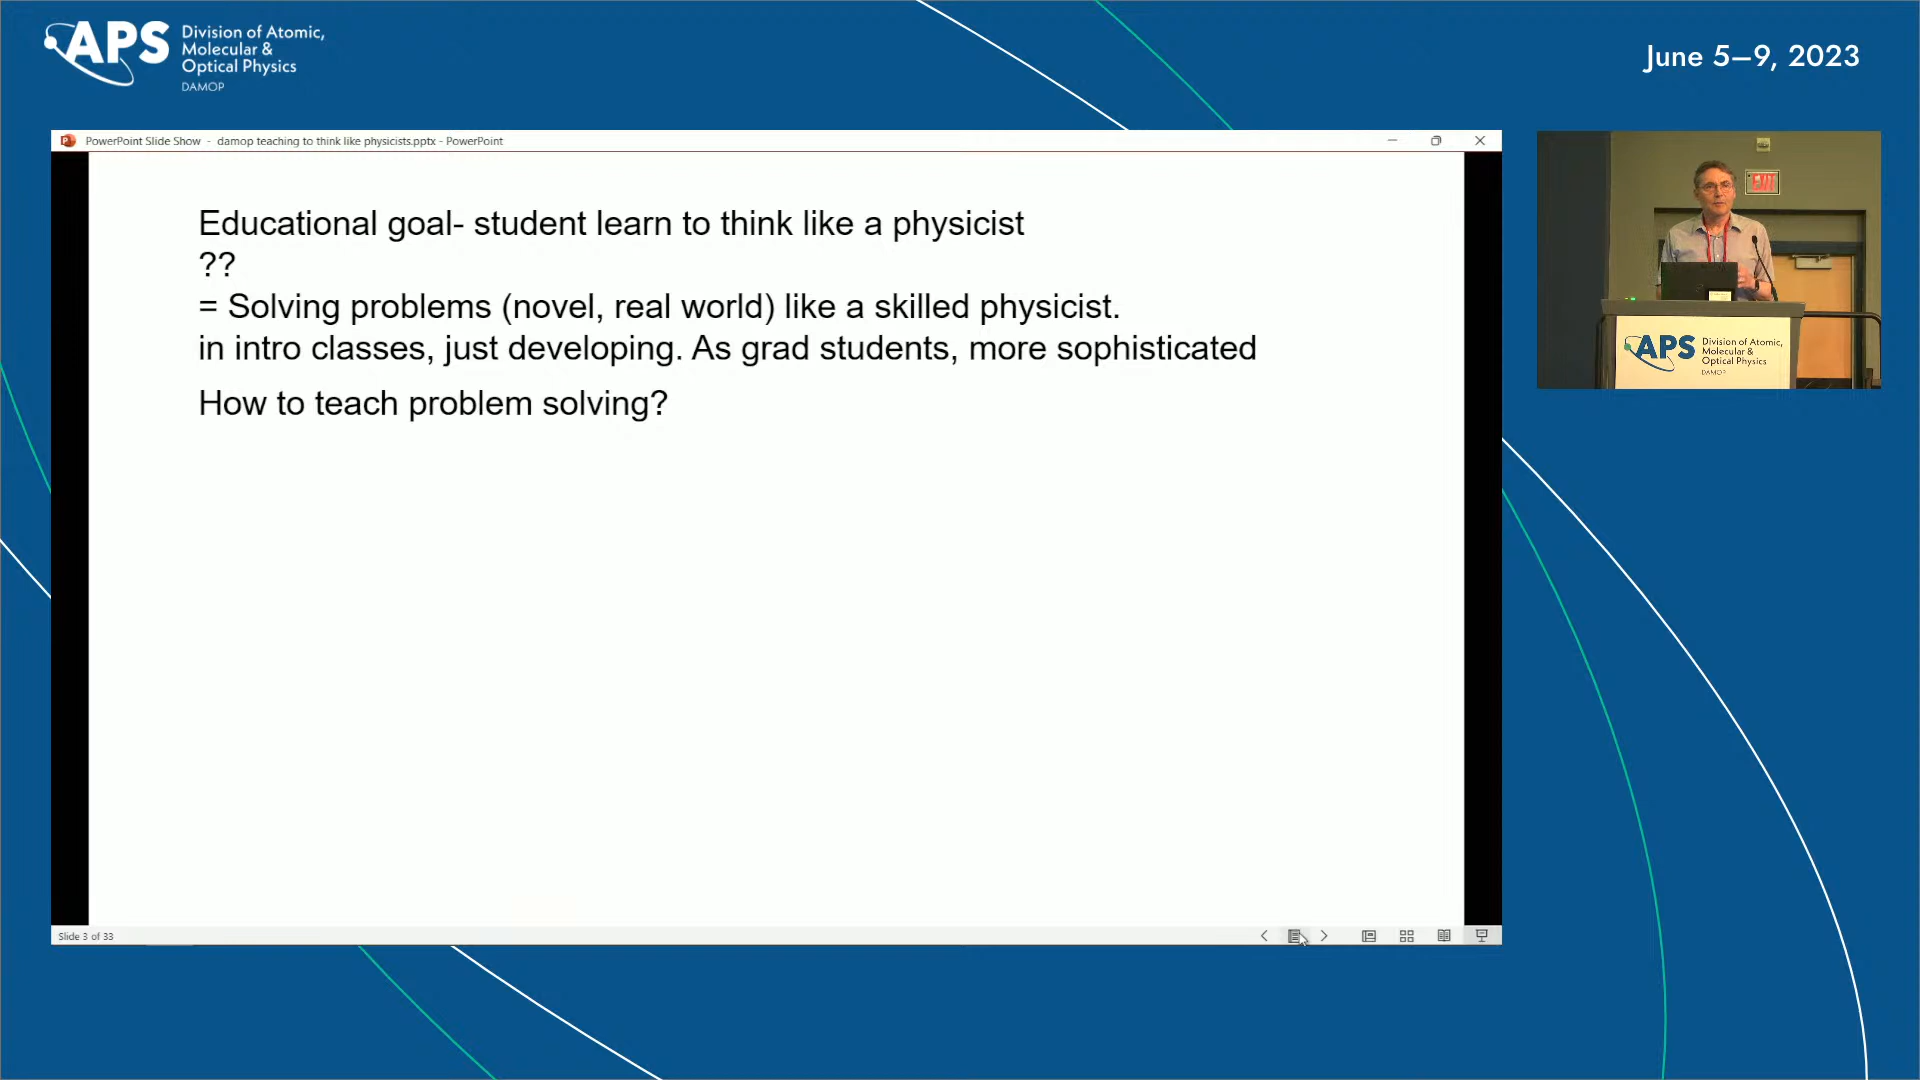 APS
Division of Atomic,
Molecular &
Optical Physics
DAMOP
June 5–9, 2023
PowerPoint Slide Show - damop teaching to think like physicists.pptx - PowerPoint
Educational goal- student learn to think like a physicist
??
= Solving problems (novel, real world) like a skilled physicist.
in intro classes, just developing. As grad students, more sophisticated
How to teach problem solving?
EXIT
APS
Division of Atomic,
Molecular &
Optical Physics
DAMOP
Slide 3 of 33